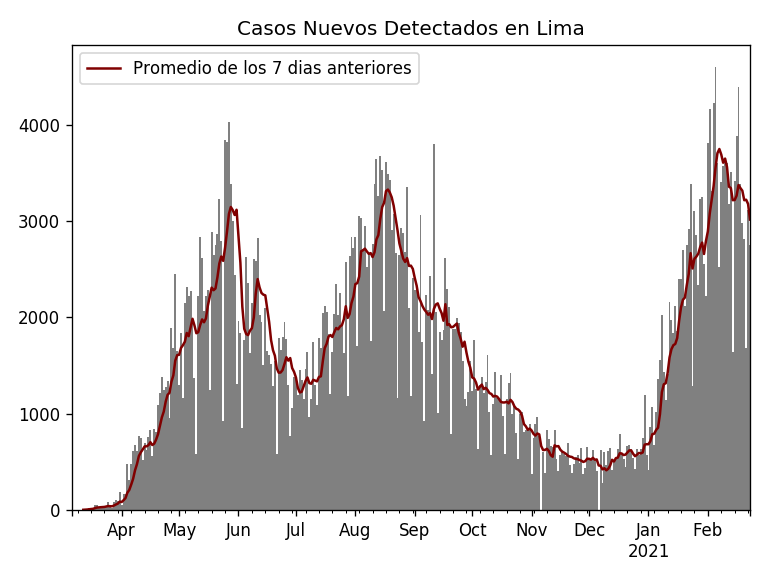 Casos Nuevos Detectados en Lima
Promedio de los 7 dias anteriores
4000
3000
2000
1000
0
Apr May Jun Jul Aug Sep Oct Nov Dec Jan Feb
2021